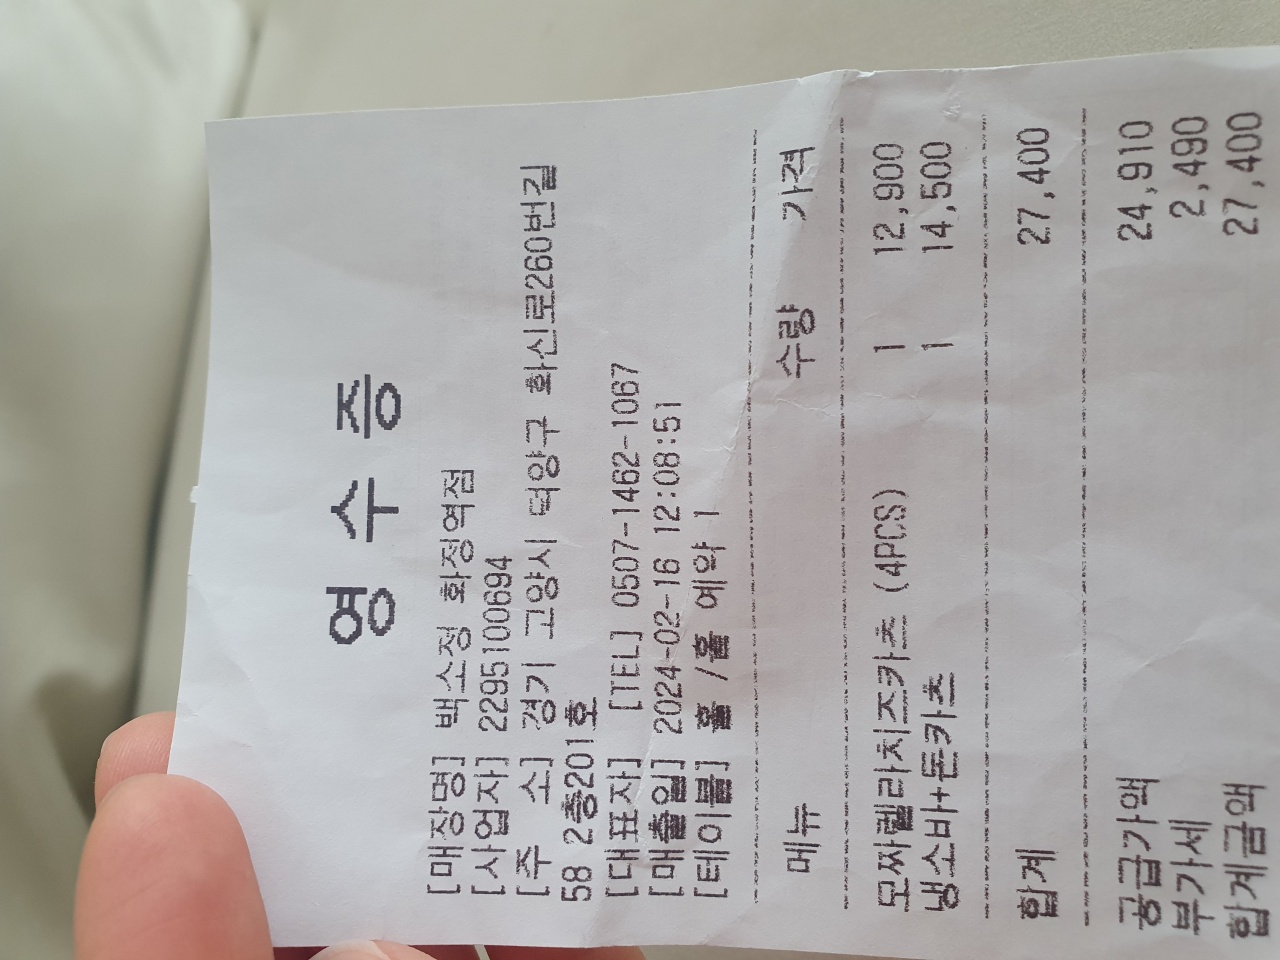 영 수 증
[매장명] 백소정 화정역점
[사업자] 2295100694
[주 소] 경기 고양시 덕양구 화신로260번길
58 2층201호
[대표자] [TEL] 0507-1462-1067
[매출일] 2024-02-16 12:08:51
[테이블] 홀 /홀 예약 1
메뉴 수량 가격
모짜렐라치즈카츠 (4PCS) 1 12,900
냉소바+돈카츠 1 14,500
합계 27,400
공급가액 24,910
부가세 2,490
합계금액 27,400